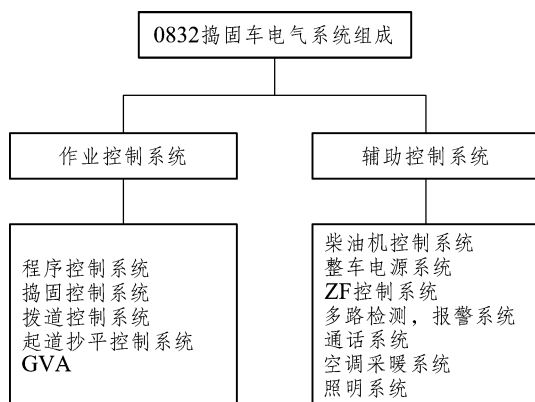 0832捣固车电气系统组成
作业控制系统
辅助控制系统
程序控制系统
捣固控制系统
拨道控制系统
起道抄平控制系统
GVA
柴油机控制系统
整车电源系统
ZF控制系统
多路检测，报警系统
通话系统
空调采暖系统
照明系统